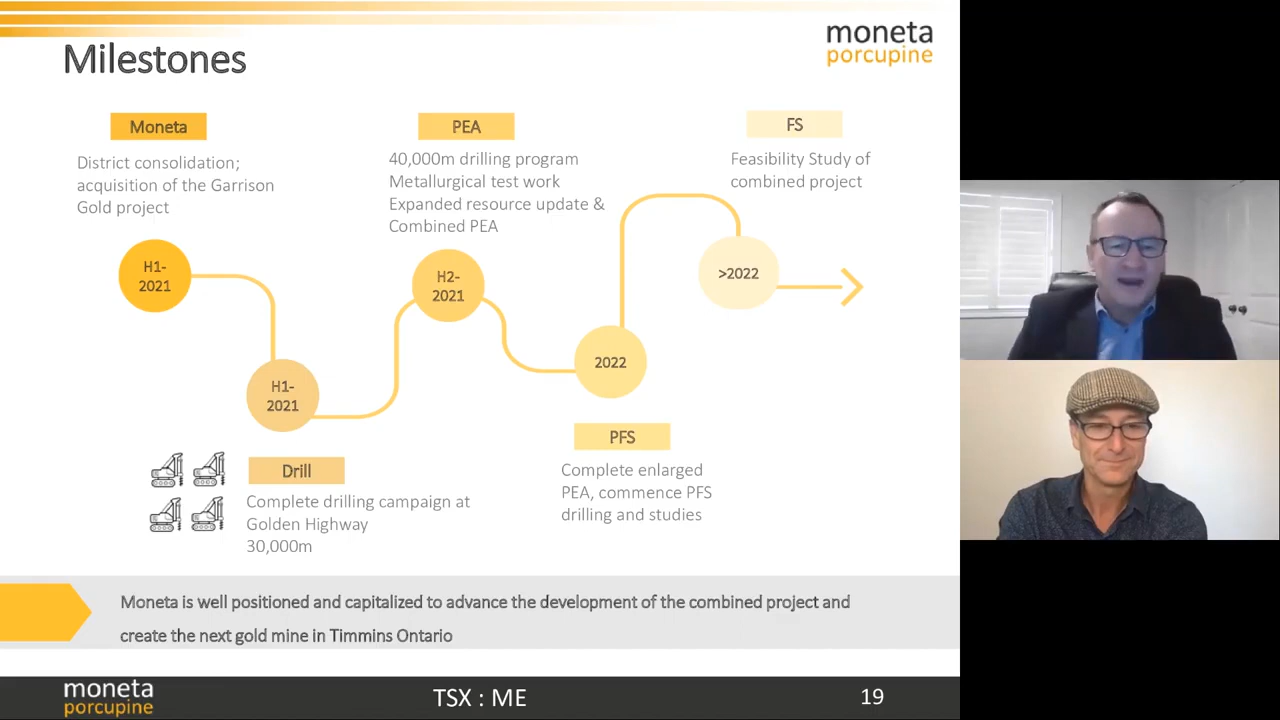 Milestones
moneta
porcupine
Moneta
District consolidation;
acquisition of the Garrison
Gold project
PEA
40,000m drilling program
Metallurgical test work
Expanded resource update &
Combined PEA
FS
Feasibility Study of
combined project
H1-
2021
H2-
2021
>2022
H1-
2021
2022
Drill
Complete drilling campaign at
Golden Highway
30,000m
PFS
Complete enlarged
PEA, commence PFS
drilling and studies
Moneta is well positioned and capitalized to advance the development of the combined project and
create the next gold mine in Timmins Ontario
moneta
porcupine
TSX : ME
19